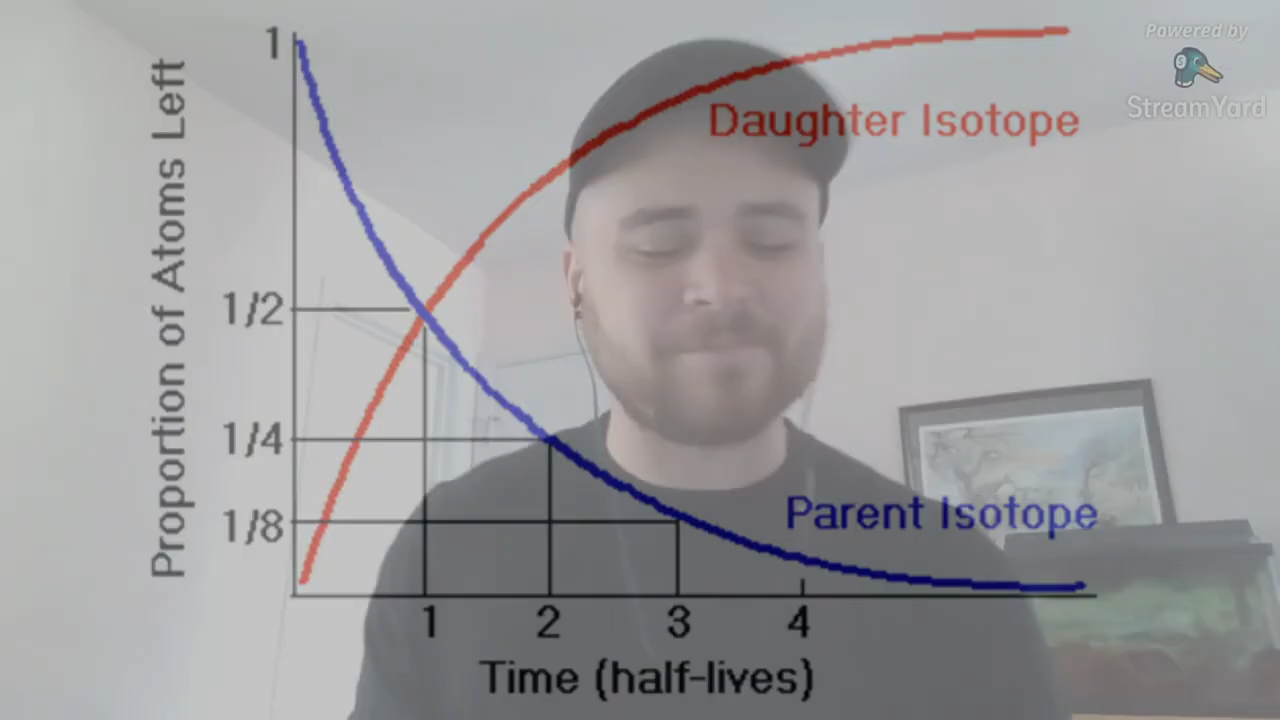 Powered by
StreamYard
1
Daughter Isotope
Proportion of Atoms Left
1/2
1/4
1/8
Parent Isotope
1 2 3 4
Time (half-lives)